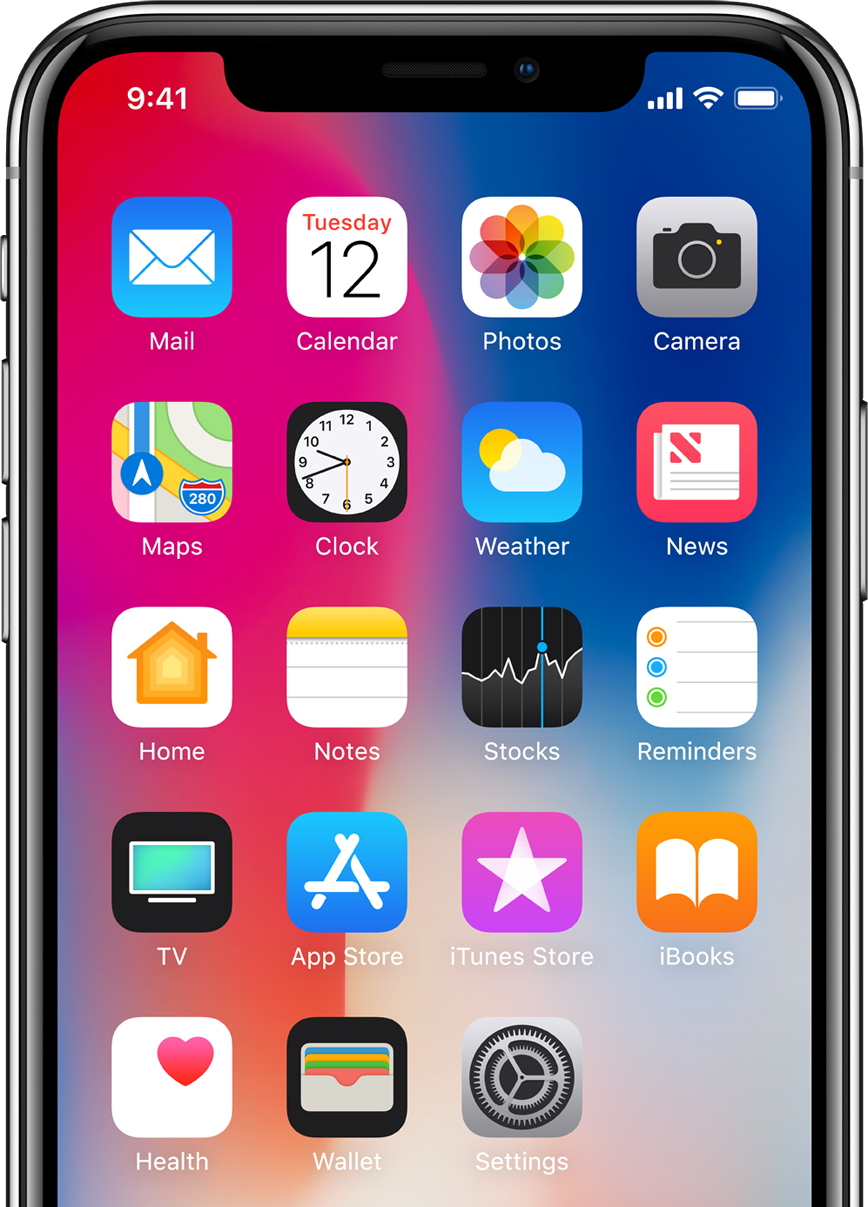 9:41
Tuesday
12
Mail
Calendar
Photos
Camera
280
12
1
2
3
4
5
6
7
8
9
10
11
Maps
Clock
Weather
News
Home
Notes
Stocks
Reminders
TV
App Store
iTunes Store
iBooks
Health
Wallet
Settings